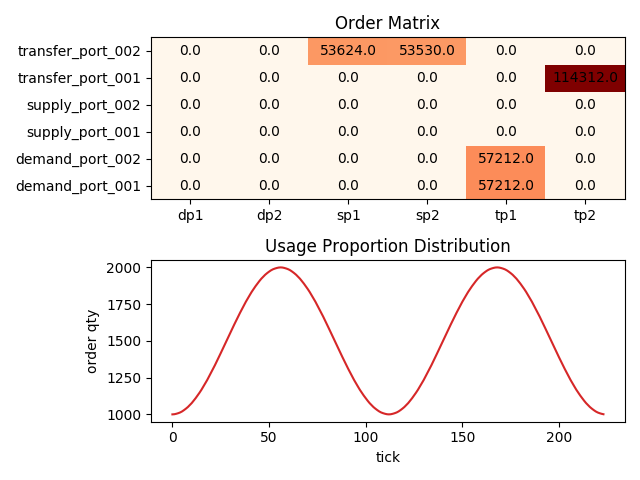 Order Matrix
transfer_port_002 0.0 0.0 53624.0 53530.0 0.0 0.0
transfer_port_001 0.0 0.0 0.0 0.0 0.0 114312.0
supply_port_002 0.0 0.0 0.0 0.0 0.0 0.0
supply_port_001 0.0 0.0 0.0 0.0 0.0 0.0
demand_port_002 0.0 0.0 0.0 0.0 57212.0 0.0
demand_port_001 0.0 0.0 0.0 0.0 57212.0 0.0
dp1 dp2 sp1 sp2 tp1 tp2
Usage Proportion Distribution
order qty
2000
1750
1500
1250
1000
0 50 100 150 200
tick